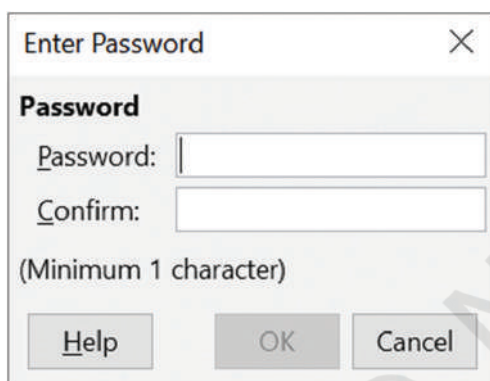 Enter Password
Password
Password:
Confirm:
(Minimum 1 character)
Help OK Cancel